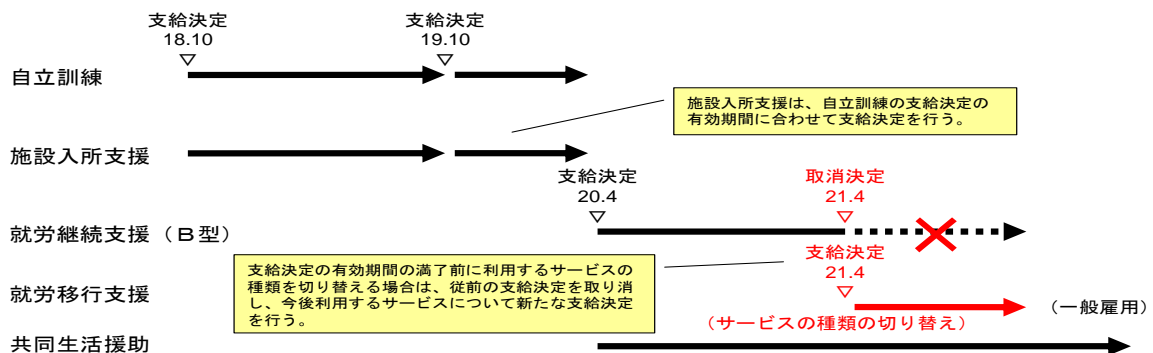 支給決定
18.10
▽
支給決定
19.10
▽
自立訓練
施設入所支援は、自立訓練の支給決定の
有効期間に合わせて支給決定を行う。
施設入所支援
支給決定
20.4
▽
取消決定
21.4
▽
就労継続支援（Ｂ型）
支給決定
21.4
▽
支給決定の有効期間の満了前に利用するサービスの
種類を切り替える場合は、従前の支給決定を取り消
し、今後利用するサービスについて新たな支給決定
を行う。
就労移行支援
（一般雇用）
（サービスの種類の切り替え）
共同生活援助